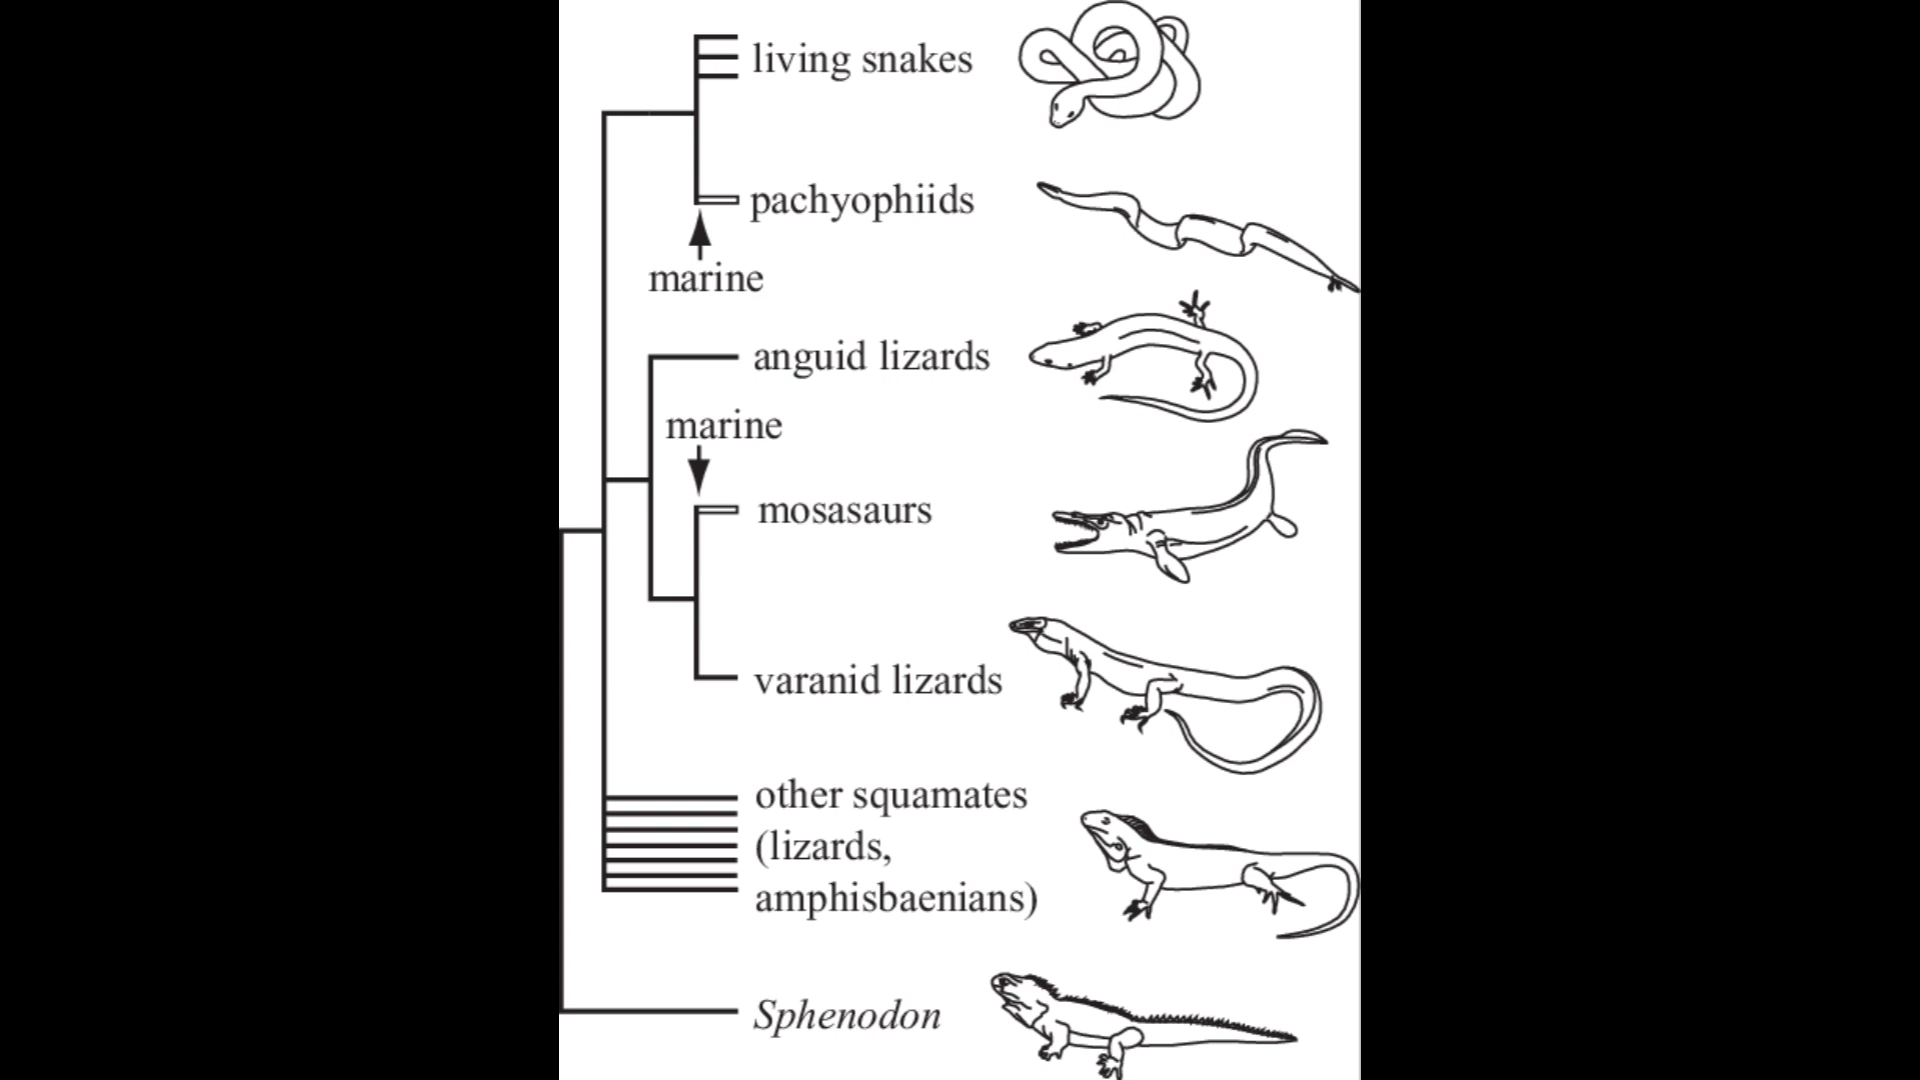 living snakes
pachyophiids
marine
anguid lizards
marine
mosasaurs
varanid lizards
other squamates
(lizards,
amphisbaenians)
Sphenodon